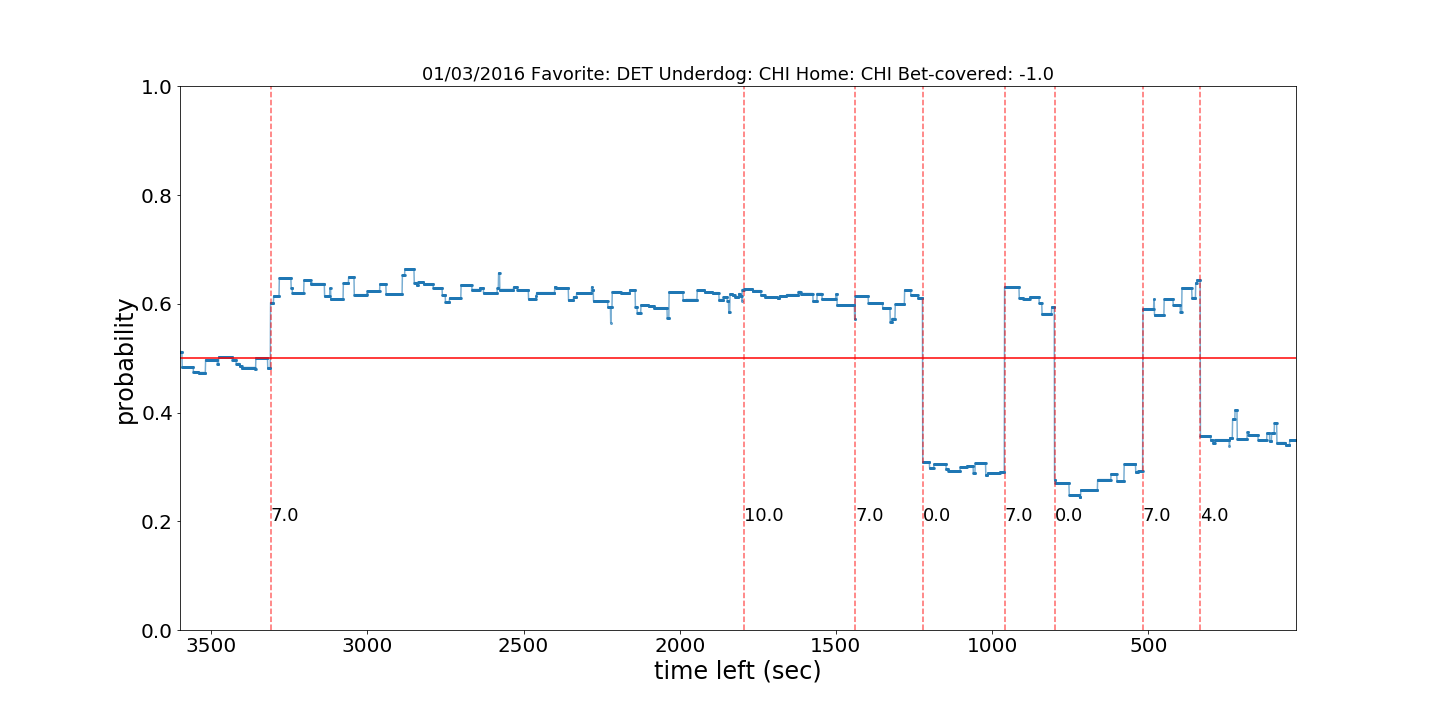 01/03/2016 Favorite: DET Underdog: CHI Home: CHI Bet-covered: -1.0
1.0
0.8
0.6
0.4
0.2
0.0
probability
7.0 10.0 7.0 0.0 7.0 0.0 7.0 4.0
3500 3000 2500 2000 1500 1000 500
time left (sec)